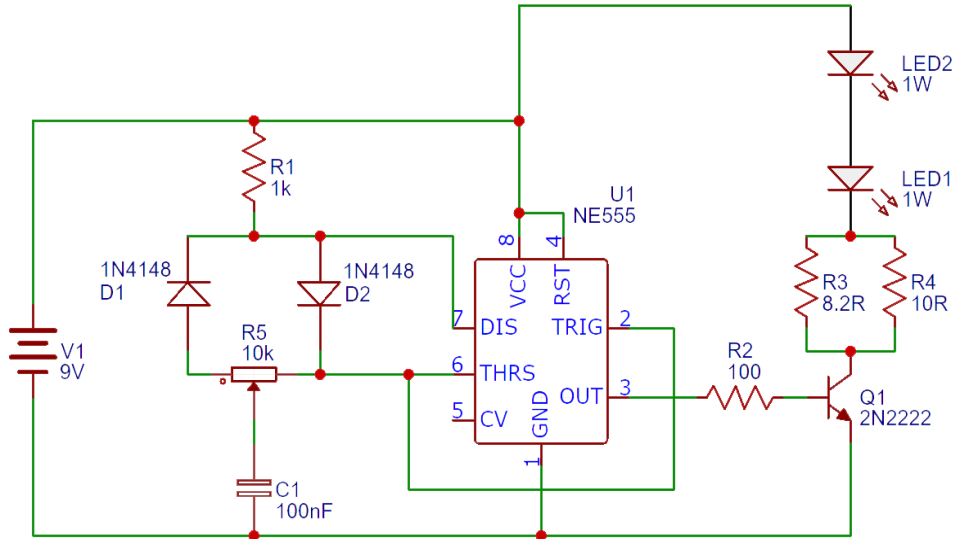 LED2
1W
R1
1k
LED1
1W
U1
NE555
8
4
VCC
RST
1N4148
D1
1N4148
D2
R3
8.2R
R4
10R
7
DIS
TRIG
2
R5
10k
V1
9V
6
THRS
R2
100
5
CV
GND
OUT
3
Q1
2N2222
1
C1
100nF